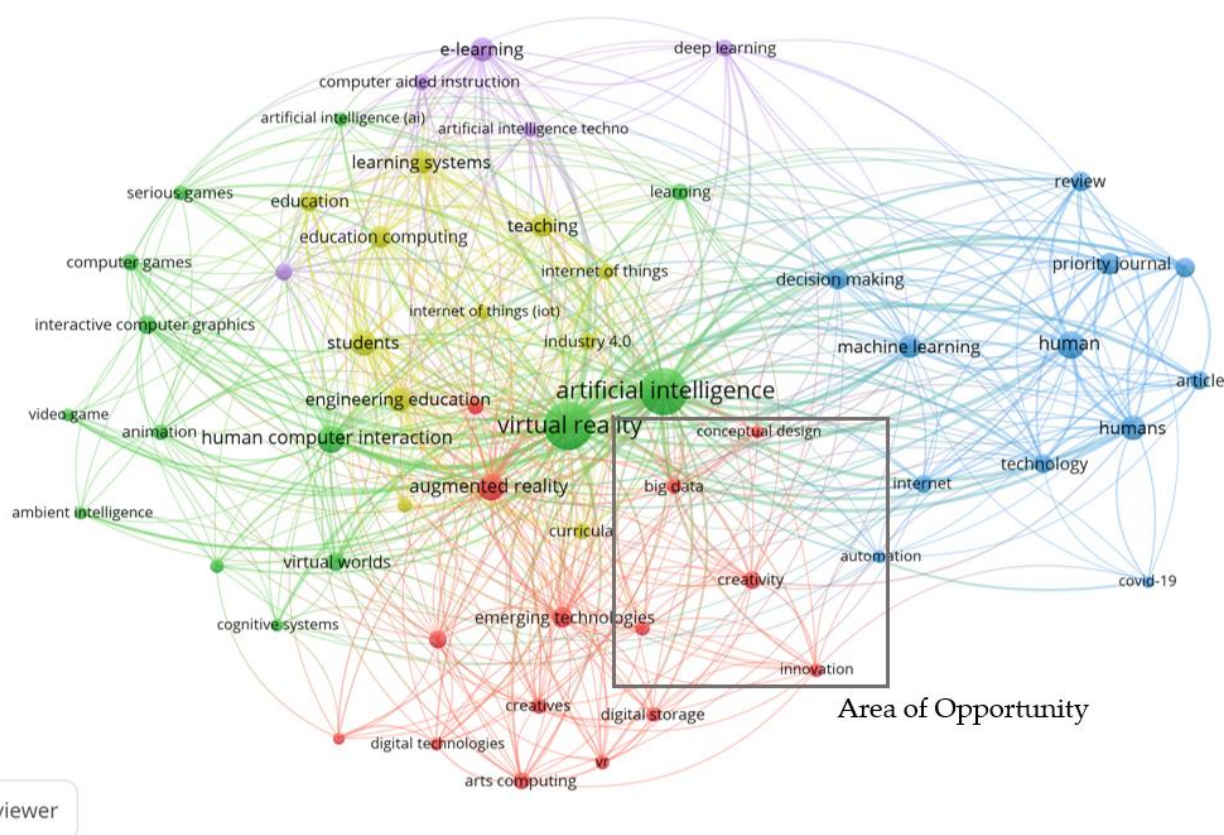 e-learning
deep learning
computer aided instruction
artificial intelligence (ai)
artificial intelligence techno
learning systems
review
serious games
learning
education
teaching
education computing
computer games
priority journal
internet of things
decision making
internet of things (iot)
interactive computer graphics
students
industry 4.0
machine learning
human
article
artificial intelligence
engineering education
video game
virtual reality
animation
conceptual design
humans
human computer interaction
technology
internet
augmented reality
big data
ambient intelligence
curricula
automation
virtual worlds
creativity
covid-19
emerging technologies
cognitive systems
innovation
creatives
Area of Opportunity
digital storage
digital technologies
vr
arts computing
viewer